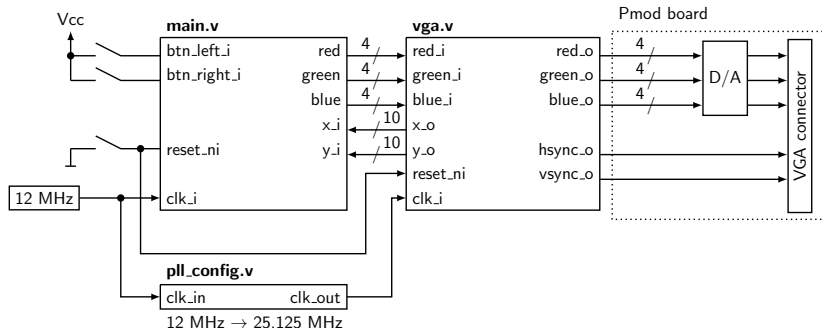 main.v
vga.v
Pmod board
Vcc
btn_left_i
red
4
red_i
red_o
4
btn_right_i
green
4
green_i
green_o
4
D/A
blue
4
blue_i
blue_o
4
x_i
10
x_o
reset_ni
y_i
10
y_o
hsync_o
reset_ni
vsync_o
VGA connector
12 MHz
clk_i
clk_i
pll_config.v
clk_in
clk_out
12 MHz → 25.125 MHz